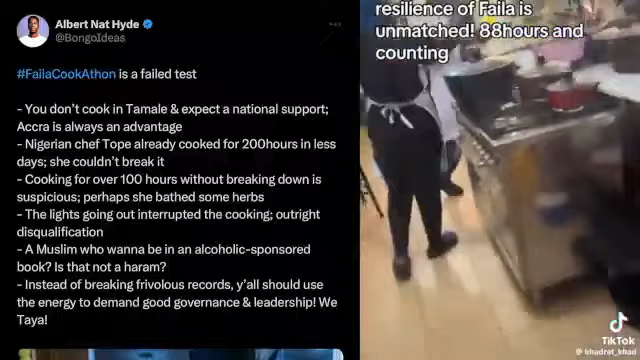 Albert Nat Hyde
@BongoIdeas
#FailaCookAthon is a failed test
- You don't cook in Tamale & expect a national support;
Accra is always an advantage
- Nigerian chef Tope already cooked for 200hours in less
days; she couldn't break it
- Cooking for over 100 hours without breaking down is
suspicious; perhaps she bathed some herbs
- The lights going out interrupted the cooking; outright
disqualification
- A Muslim who wanna be in an alcoholic-sponsored
book? Is that not a haram?
- Instead of breaking frivolous records, y'all should use
the energy to demand good governance & leadership! We
Taya!
resilience of Faila is
unmatched! 88hours and
counting
TikTok
@khadrat_khad